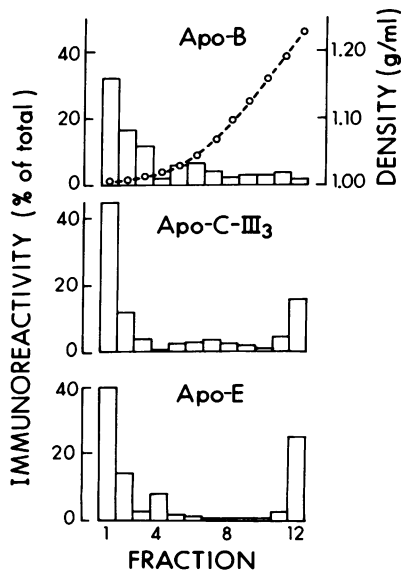 Apo-B
40
20
0
1.20
1.10
1.00
DENSITY (g/ml)
IMMUNOREACTIVITY (% of total)
Apo-C-III₃
40
20
0
Apo-E
40
20
0
1 4 8 12
FRACTION